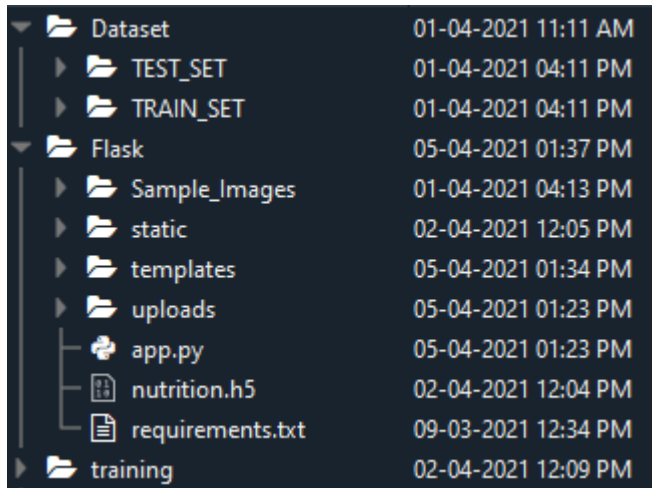 Dataset 01-04-2021 11:11 AM
TEST_SET 01-04-2021 04:11 PM
TRAIN_SET 01-04-2021 04:11 PM
Flask 05-04-2021 01:37 PM
Sample_Images 01-04-2021 04:13 PM
static 02-04-2021 12:05 PM
templates 05-04-2021 01:34 PM
uploads 05-04-2021 01:23 PM
app.py 05-04-2021 01:23 PM
nutrition.h5 02-04-2021 12:04 PM
requirements.txt 09-03-2021 12:34 PM
training 02-04-2021 12:09 PM